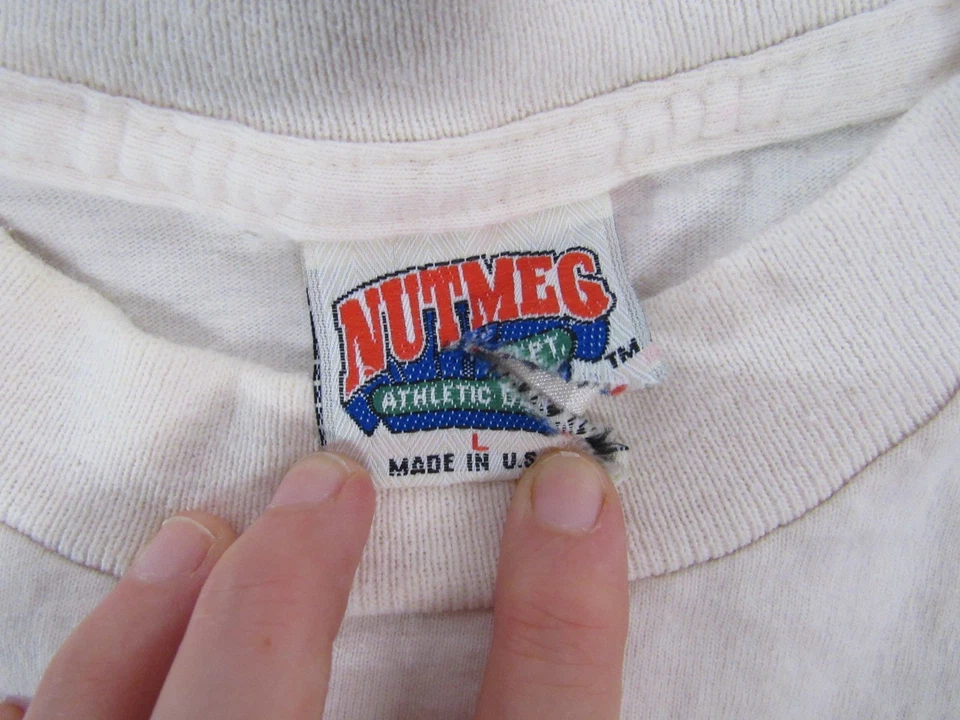 NUTMEG
ATHLETIC
TM
L
MADE IN U.S